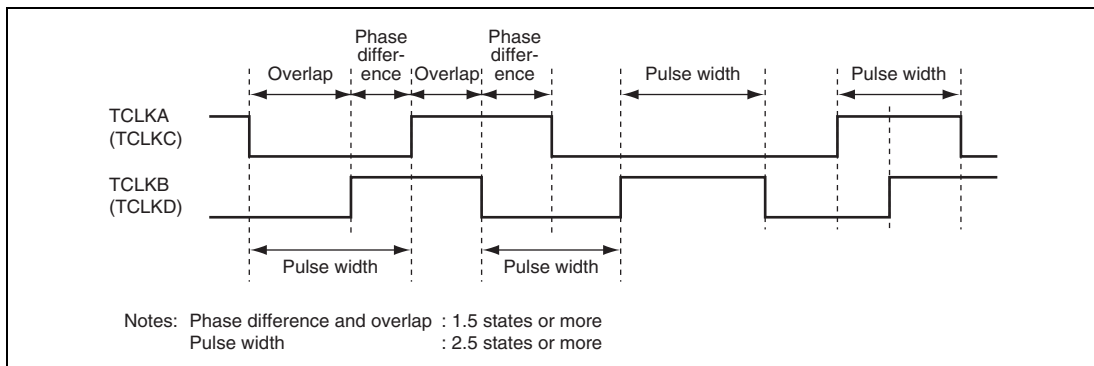 Phase
differ-
ence
Phase
differ-
ence
Overlap
Overlap
Pulse width
Pulse width
TCLKA
(TCLKC)
TCLKB
(TCLKD)
Pulse width
Pulse width
Notes: Phase difference and overlap : 1.5 states or more
Pulse width : 2.5 states or more